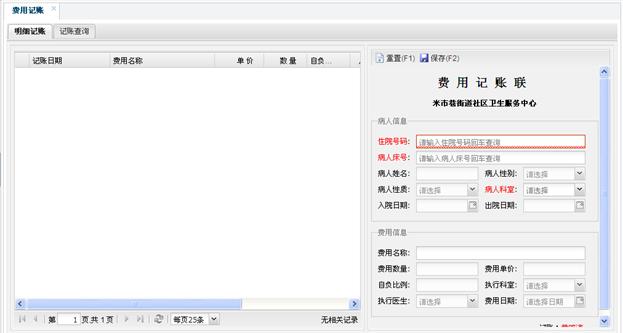 费用记账
明细记账 记账查询
记账日期 费用名称 单 价 数 量 自负...
重置(F1) 保存(F2)
费 用 记 账 联
米市巷街道社区卫生服务中心
病人信息
住院号码: 请输入住院号码回车查询
病人床号: 请输入病人床号回车查询
病人姓名: 病人性别: 请选择
病人性质: 请选择 病人科室: 请选择
入院日期: 出院日期:
费用信息
费用名称:
费用数量: 费用单价:
自负比例: 执行科室: 请选择
执行医生: 请选择 费用日期: 请选择日期
第 1 页,共 1 页 每页25条 无相关记录